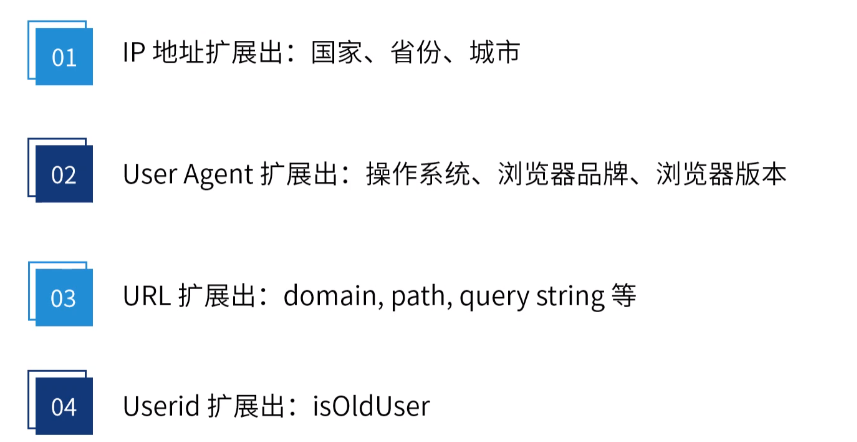 01
IP 地址扩展出：国家、省份、城市
02
User Agent 扩展出：操作系统、浏览器品牌、浏览器版本
03
URL 扩展出：domain, path, query string 等
04
Userid 扩展出：isOldUser